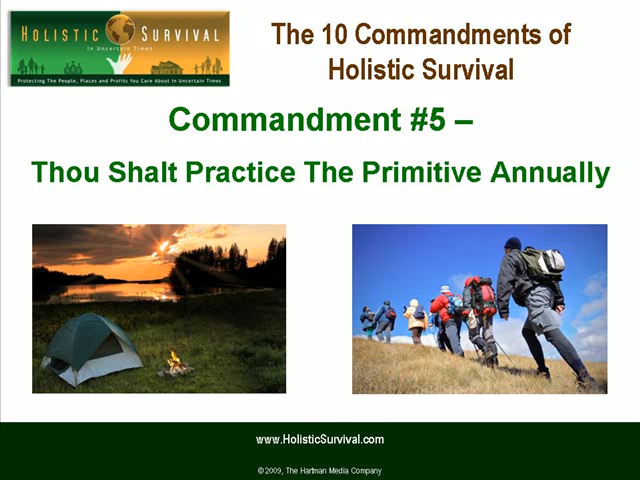 HOLISTIC SURVIVAL
In Uncertain Times
Protecting The People, Places and Profits You Care About In Uncertain Times
The 10 Commandments of
Holistic Survival
Commandment #5 –
Thou Shalt Practice The Primitive Annually
www.HolisticSurvival.com
© 2009, The Hartman Media Company